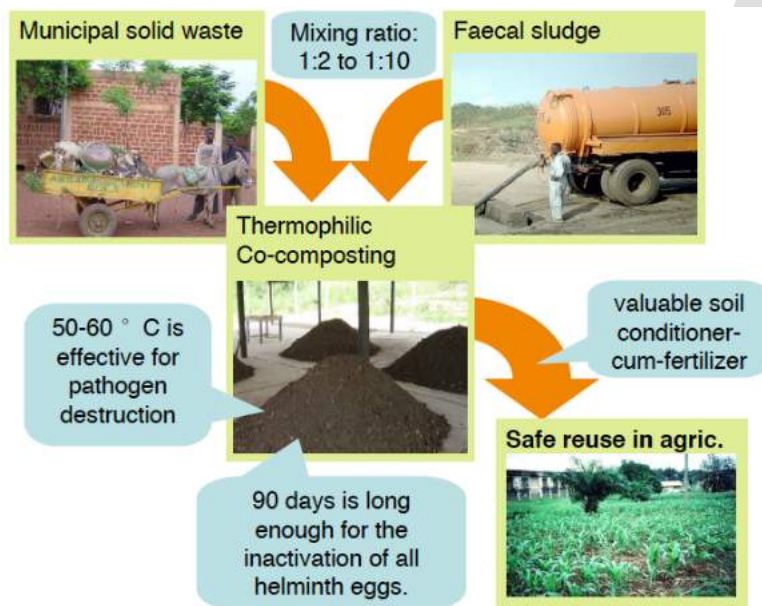 Municipal solid waste
Mixing ratio:
1:2 to 1:10
Faecal sludge
305
Thermophilic
Co-composting
50-60 ° C is
effective for
pathogen
destruction
valuable soil
conditioner-
cum-fertilizer
90 days is long
enough for the
inactivation of all
helminth eggs.
Safe reuse in agric.